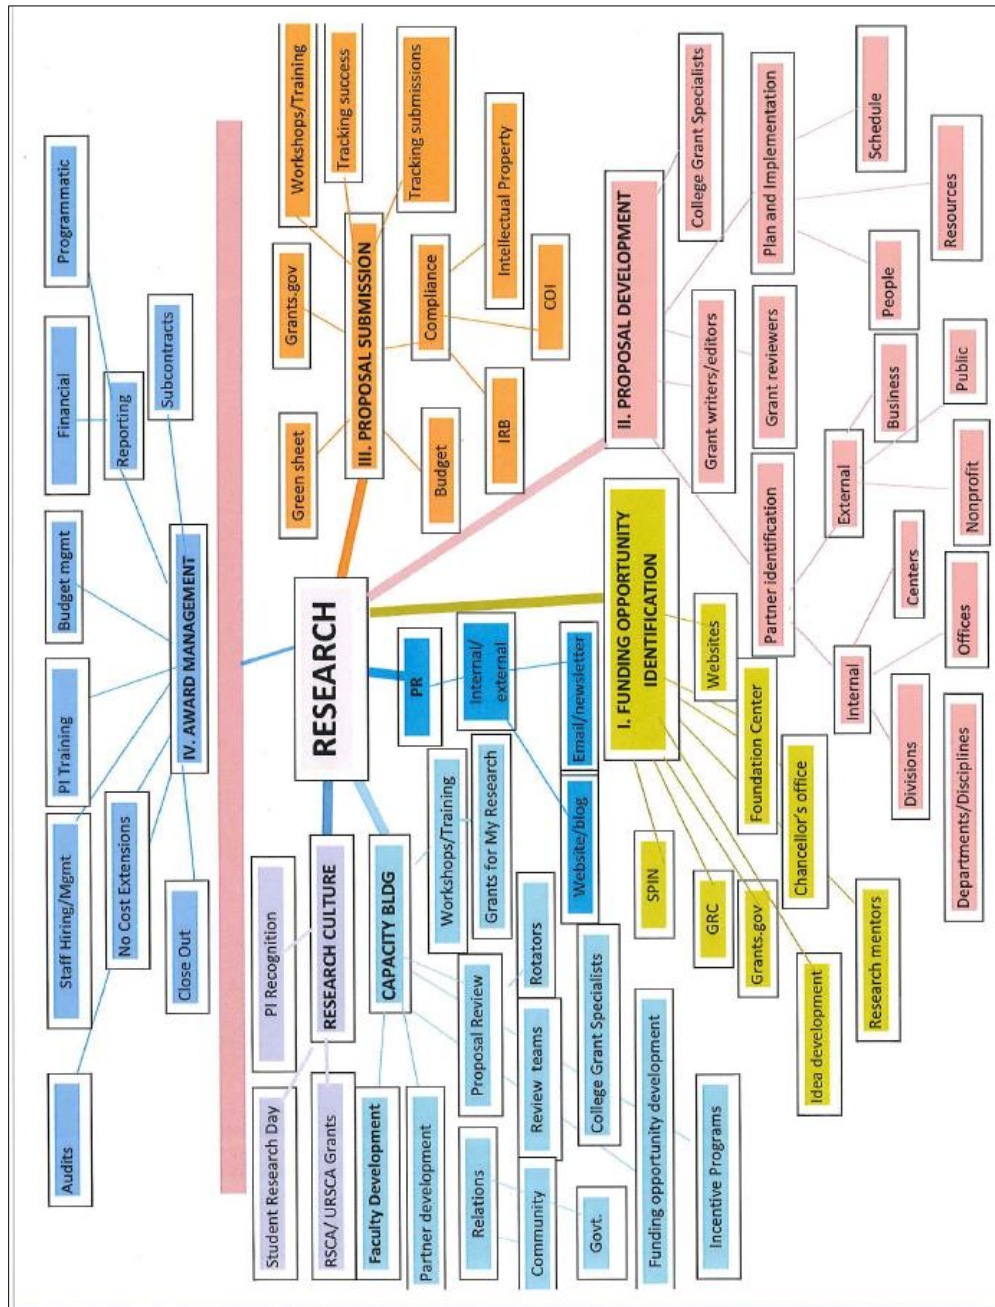 Audits
Staff Hiring/Mgmt
PI Training
Budget mgmt
Financial
Programmatic
No Cost Extensions
Reporting
Close Out
IV. AWARD MANAGEMENT
Subcontracts
Student Research Day
PI Recognition
RSCA/ URSCA Grants
RESEARCH CULTURE
RESEARCH
Green sheet
Grants.gov
Workshops/Training
Tracking success
Tracking submissions
III. PROPOSAL SUBMISSION
Budget
Compliance
IRB
COI
Intellectual Property
Faculty Development
CAPACITY BLDG
Partner development
PR
Workshops/Training
Internal/
external
Relations
Proposal Review
Grants for My Research
Community
Review teams
Rotators
Website/blog
Email/newsletter
Govt.
College Grant Specialists
Funding opportunity development
Incentive Programs
I. FUNDING OPPORTUNITY
IDENTIFICATION
SPIN
GRC
Websites
Grants.gov
Foundation Center
Idea development
Chancellor's office
Research mentors
II. PROPOSAL DEVELOPMENT
College Grant Specialists
Grant writers/editors
Grant reviewers
Plan and Implementation
Partner identification
People
Schedule
Resources
Internal
External
Business
Divisions
Centers
Public
Departments/Disciplines
Offices
Nonprofit